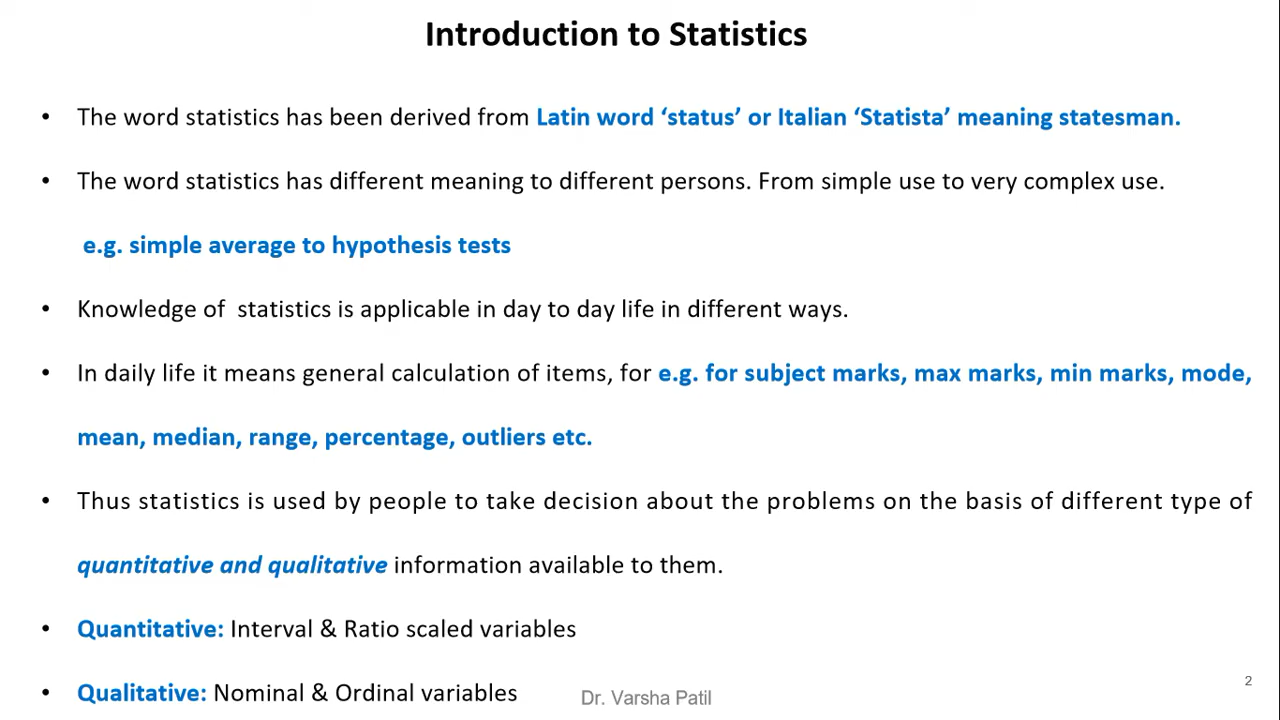 Introduction to Statistics
• The word statistics has been derived from Latin word ‘status’ or Italian ‘Statista’ meaning statesman.
• The word statistics has different meaning to different persons. From simple use to very complex use.
e.g. simple average to hypothesis tests
• Knowledge of statistics is applicable in day to day life in different ways.
• In daily life it means general calculation of items, for e.g. for subject marks, max marks, min marks, mode,
mean, median, range, percentage, outliers etc.
• Thus statistics is used by people to take decision about the problems on the basis of different type of
quantitative and qualitative information available to them.
• Quantitative: Interval & Ratio scaled variables
• Qualitative: Nominal & Ordinal variables
Dr. Varsha Patil
2